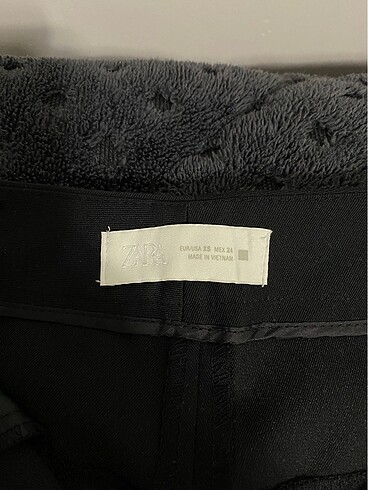 ZARA
EUR/USA XS MEX 24
MADE IN VIETNAM